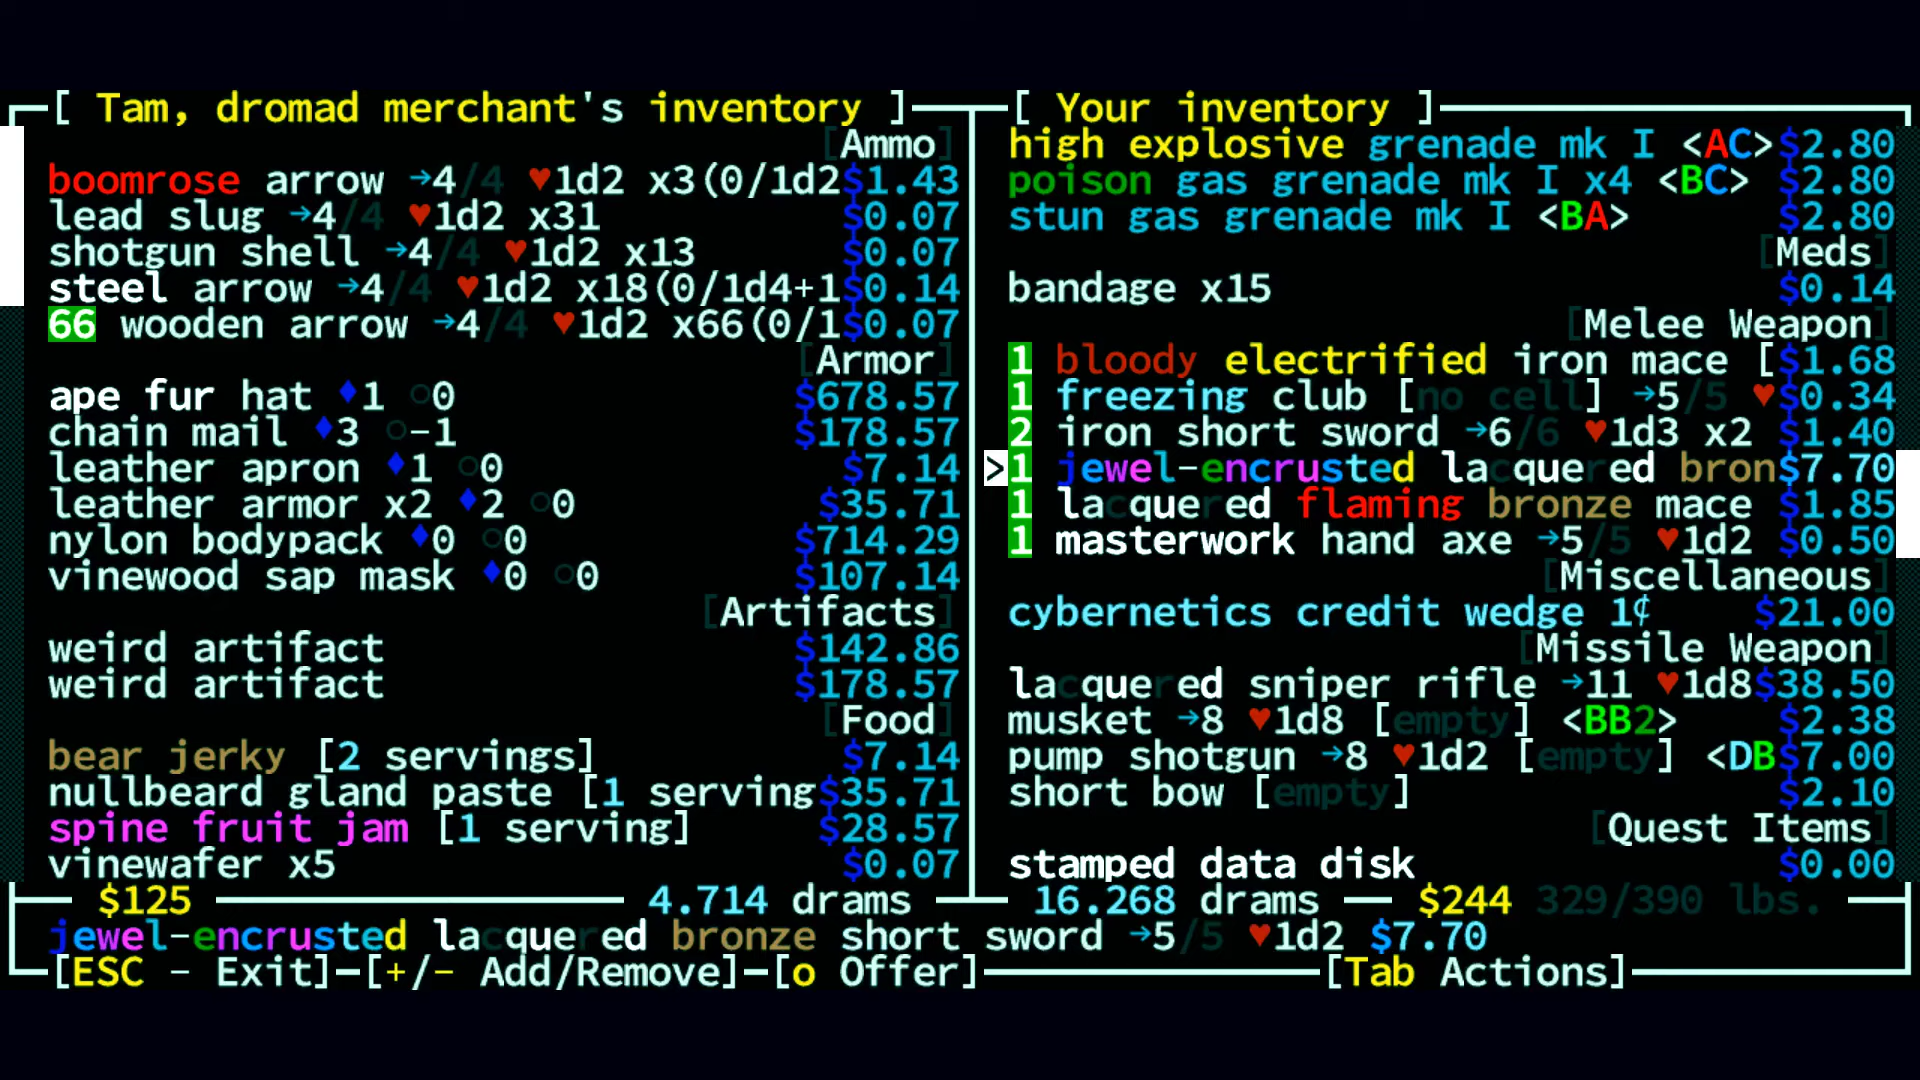 [ Tam, dromad merchant's inventory ]
[Ammo]
boomrose arrow →4/4 ♥1d2 x3(0/1d2 $1.43
lead slug →4/4 ♥1d2 x31 $0.07
shotgun shell →4/4 ♥1d2 x13 $0.07
steel arrow →4/4 ♥1d2 x18(0/1d4+1 $0.14
66 wooden arrow →4/4 ♥1d2 x66(0/1 $0.07
[Armor]
ape fur hat ♦1 ○0 $678.57
chain mail ♦3 ○-1 $178.57
leather apron ♦1 ○0 $7.14
leather armor x2 ♦2 ○0 $35.71
nylon bodypack ♦0 ○0 $714.29
vinewood sap mask ♦0 ○0 $107.14
[Artifacts]
weird artifact $142.86
weird artifact $178.57
[Food]
bear jerky [2 servings] $7.14
nullbeard gland paste [1 serving $35.71
spine fruit jam [1 serving] $28.57
vinewafer x5 $0.07
$125 4.714 drams
[ Your inventory ]
high explosive grenade mk I <AC> $2.80
poison gas grenade mk I x4 <BC> $2.80
stun gas grenade mk I <BA> $2.80
[Meds]
bandage x15 $0.14
[Melee Weapon]
1 bloody electrified iron mace [ $1.68
1 freezing club [no cell] →5/5 ♥ $0.34
2 iron short sword →6/6 ♥1d3 x2 $1.40
>1 jewel-encrusted lacquered bron $7.70
1 lacquered flaming bronze mace $1.85
1 masterwork hand axe →5/5 ♥1d2 $0.50
[Miscellaneous]
cybernetics credit wedge 1¢ $21.00
[Missile Weapon]
lacquered sniper rifle →11 ♥1d8 $38.50
musket →8 ♥1d8 [empty] <BB2> $2.38
pump shotgun →8 ♥1d2 [empty] <DB $7.00
short bow [empty] $2.10
[Quest Items]
stamped data disk $0.00
16.268 drams $244 329/390 lbs.
jewel-encrusted lacquered bronze short sword →5/5 ♥1d2 $7.70
[ESC - Exit] [+/- Add/Remove] [o Offer] [Tab Actions]